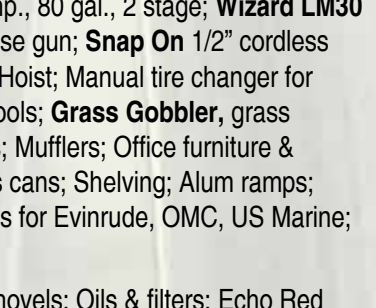 np., 80 gal., 2 stage; Wizard LM30
se gun; Snap On 1/2” cordless
Hoist; Manual tire changer for
ools; Grass Gobbler, grass
; Mufflers; Office furniture &
s cans; Shelving; Alum ramps;
s for Evinrude, OMC, US Marine;
novels; Oils & filters; Echo Red